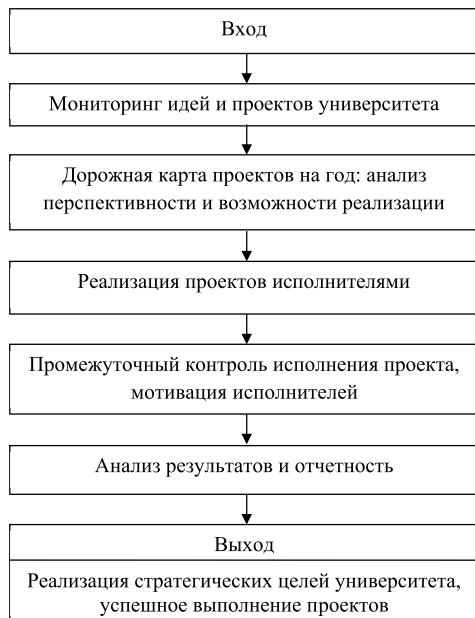 Вход
Мониторинг идей и проектов университета
Дорожная карта проектов на год: анализ
перспективности и возможности реализации
Реализация проектов исполнителями
Промежуточный контроль исполнения проекта,
мотивация исполнителей
Анализ результатов и отчетность
Выход
Реализация стратегических целей университета,
успешное выполнение проектов